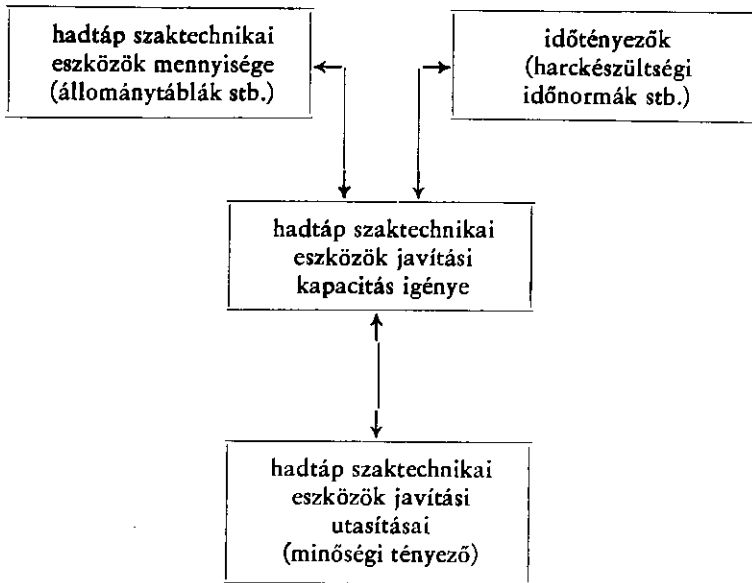 hadtáp szaktechnikai
eszközök mennyisége
(állománytáblák stb.)
időtényezők
(harckészültségi
időnormák stb.)
hadtáp szaktechnikai
eszközök javítási
kapacitás igénye
hadtáp szaktechnikai
eszközök javítási
utasításai
(minőségi tényező)